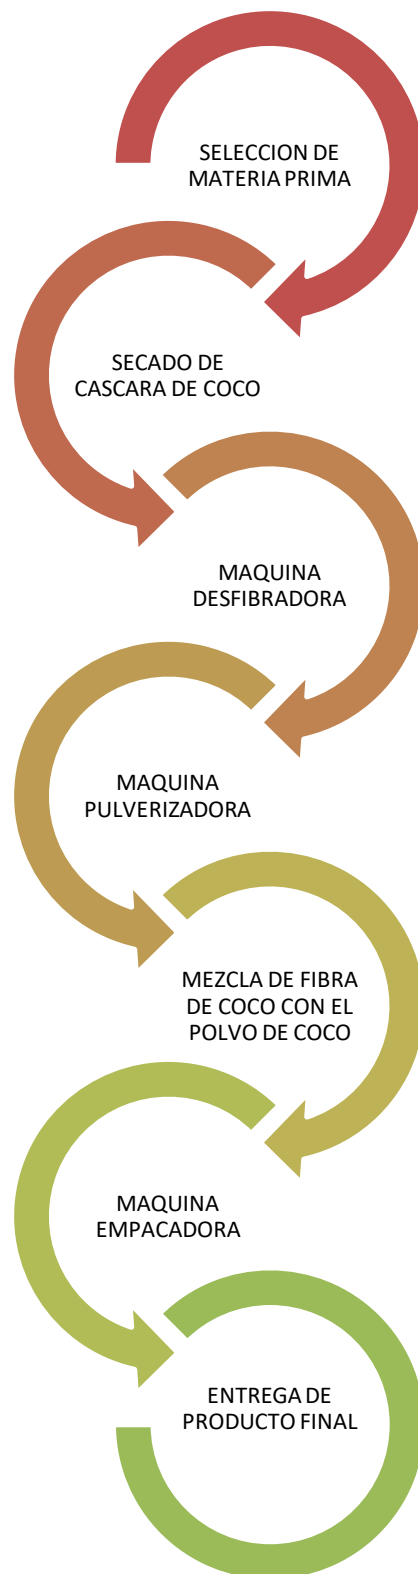 SELECCION DE
MATERIA PRIMA
SECADO DE
CASCARA DE COCO
MAQUINA
DESFIBRADORA
MAQUINA
PULVERIZADORA
MEZCLA DE FIBRA
DE COCO CON EL
POLVO DE COCO
MAQUINA
EMPACADORA
ENTREGA DE
PRODUCTO FINAL